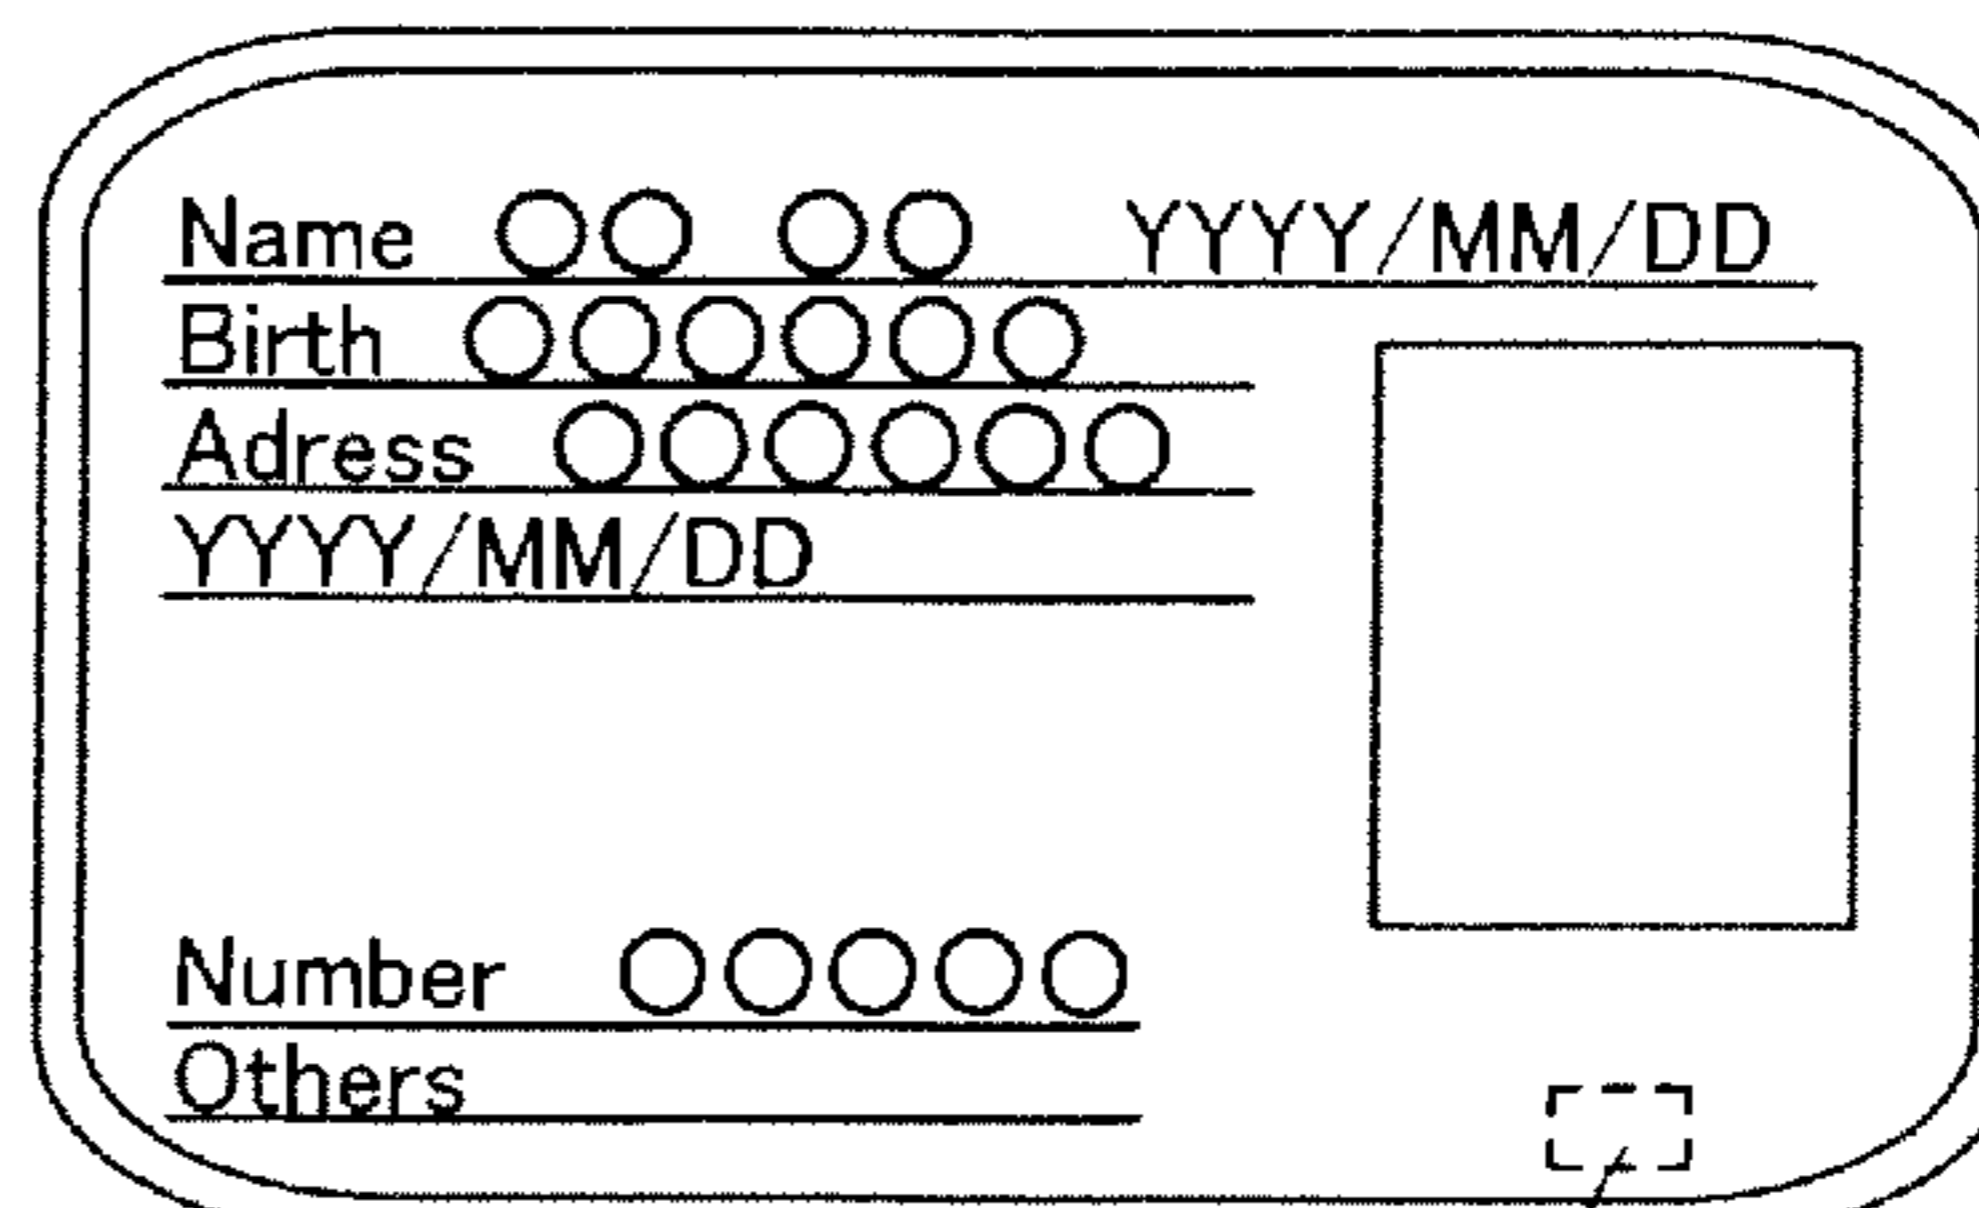 Name ○○ ○○ YYYY/MM/DD
Birth ○○○○○○
Adress ○○○○○○
YYYY/MM/DD
Number ○○○○○
Others